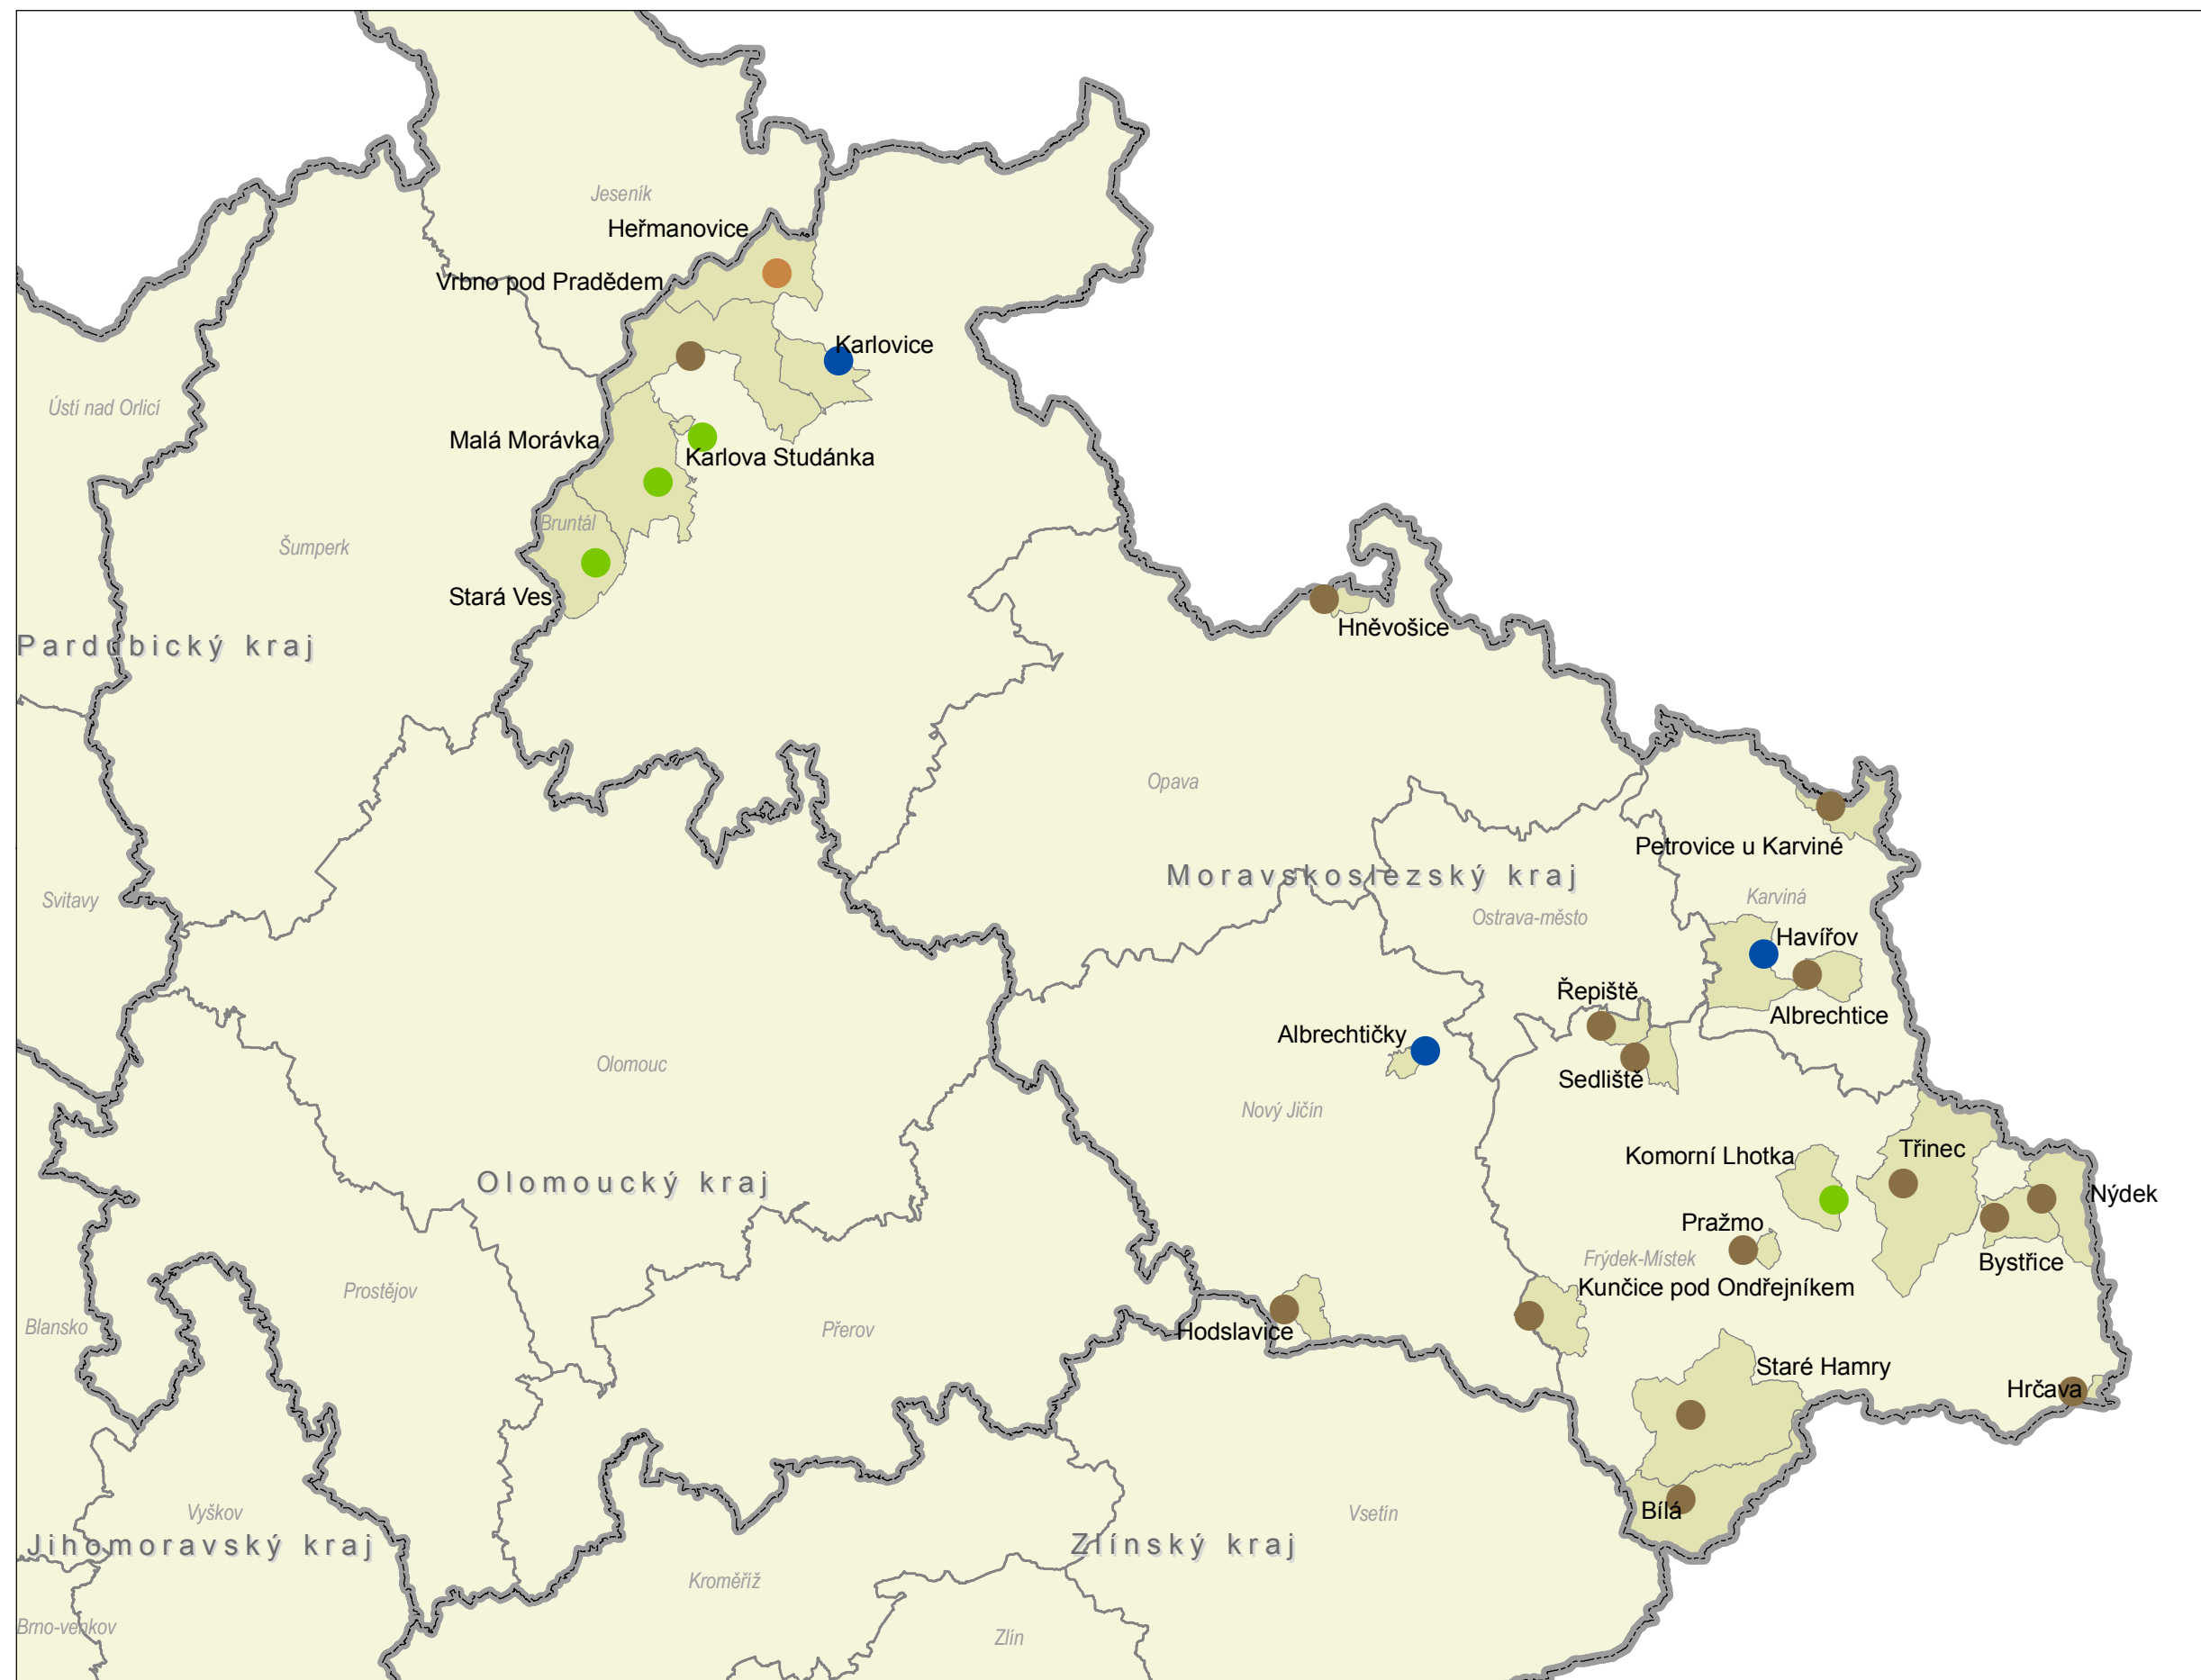 Jeseník
Heřmanovice
Vrbno pod Pradědem
Karlovice
Ústí nad Orlicí
Malá Morávka
Karlova Studánka
Bruntál
Šumperk
Stará Ves
Hněvošice
Pardubický kraj
Opava
Petrovice u Karviné
Moravskoslezský kraj
Karviná
Svitavy
Ostrava-město
Havířov
Řepiště
Albrechtice
Albrechtičky
Olomouc
Sedliště
Nový Jičín
Třinec
Komorní Lhotka
Olomoucký kraj
Nýdek
Pražmo
Frýdek-Místek
Bystřice
Prostějov
Kunčice pod Ondřejníkem
Blansko
Přerov
Hodslavice
Staré Hamry
Hrčava
Vyškov
Vsetín
Bílá
Jihomoravský kraj
Zlínský kraj
Kroměříž
Brno-venkov
Zlín